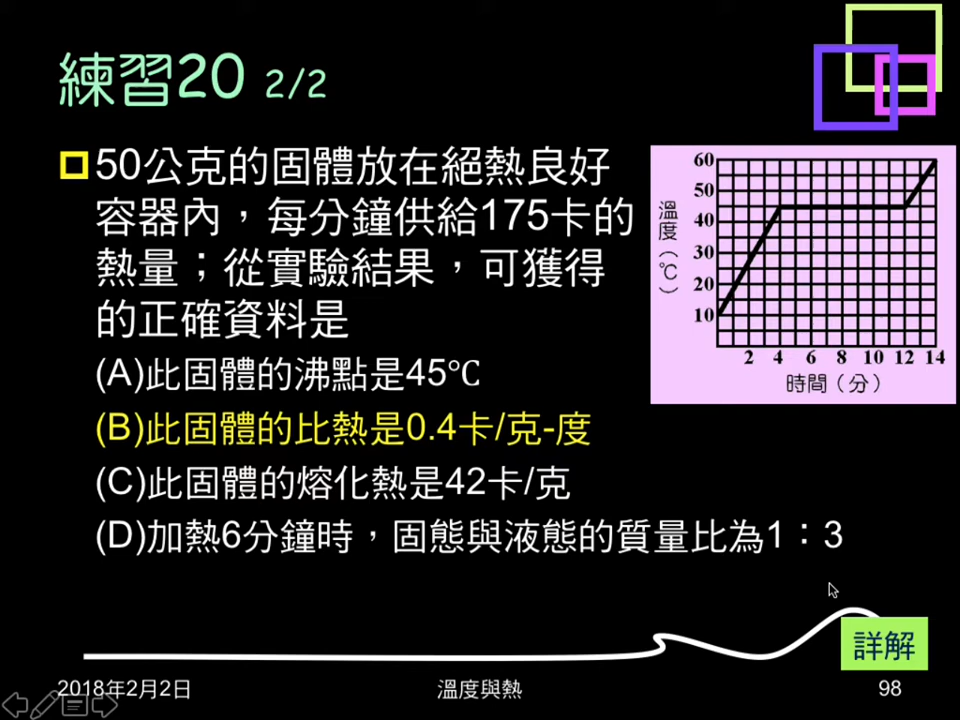 練習20 2/2
50公克的固體放在絕熱良好
容器內，每分鐘供給175卡的
熱量；從實驗結果，可獲得
的正確資料是
(A)此固體的沸點是45℃
(B)此固體的比熱是0.4卡/克-度
(C)此固體的熔化熱是42卡/克
(D)加熱6分鐘時，固態與液態的質量比為1：3
60
50
40
30
20
10
溫度（℃）
2 4 6 8 10 12 14
時間（分）
詳解
2018年2月2日
溫度與熱
98